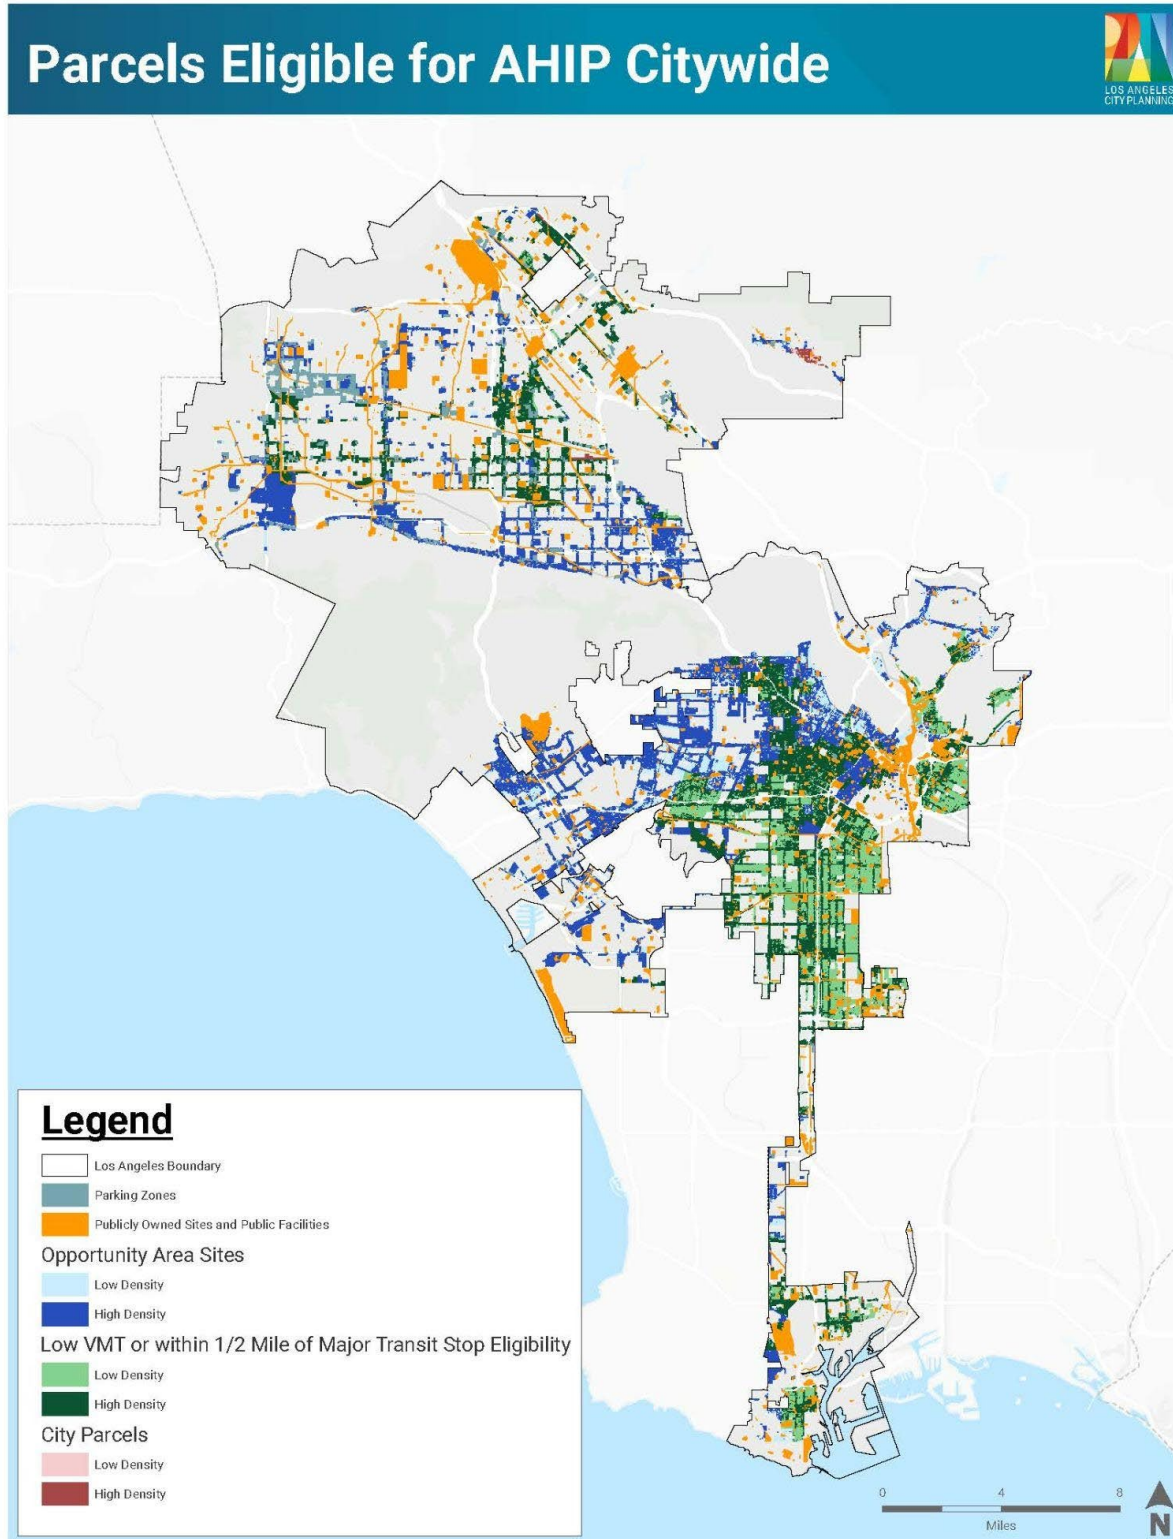 Parcels Eligible for AHIP Citywide
LOS ANGELES
CITY PLANNING
Legend
Los Angeles Boundary
Parking Zones
Publicly Owned Sites and Public Facilities
Opportunity Area Sites
Low Density
High Density
Low VMT or within 1/2 Mile of Major Transit Stop Eligibility
Low Density
High Density
City Parcels
Low Density
High Density
0 4 8
Miles
N